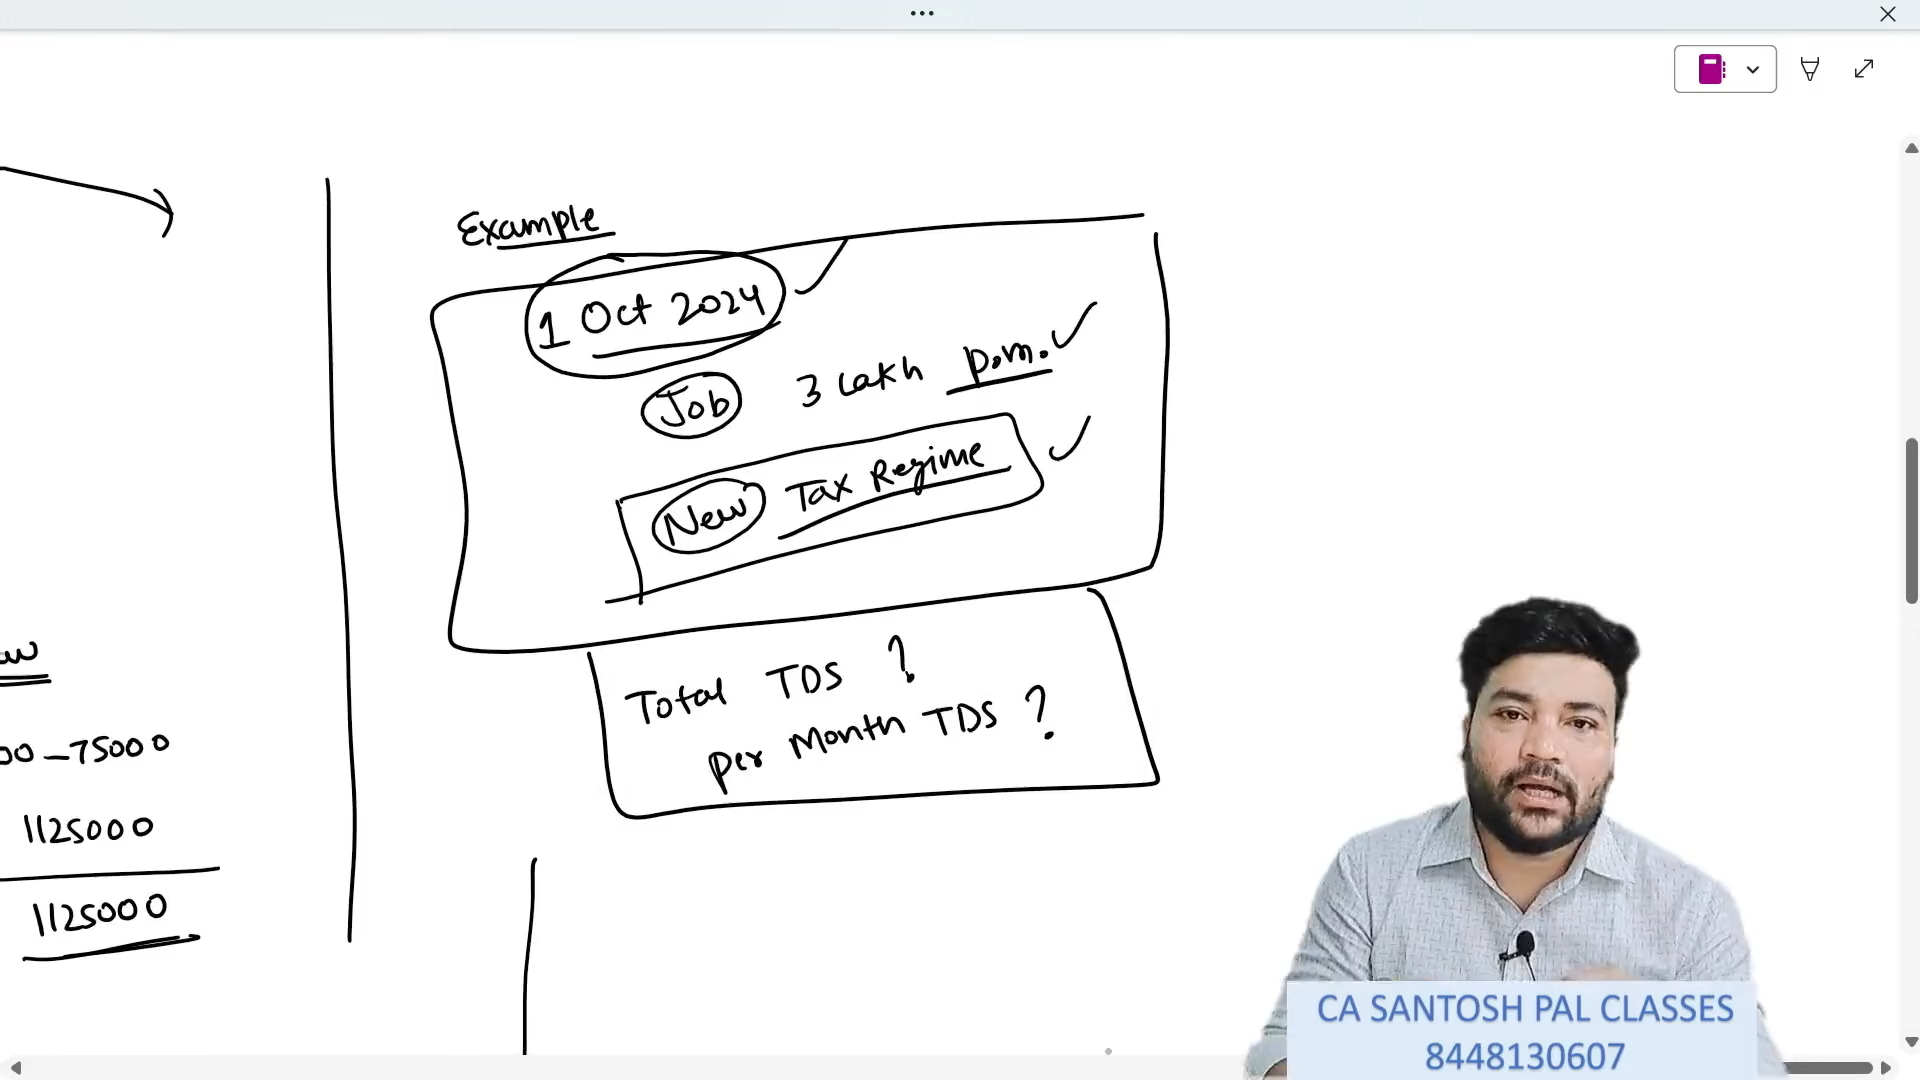 Example
1 Oct 2024
Job 3 Lakh p.m.
New Tax Regime
Total TDS ?
per Month TDS ?
00-75000
1125000
1125000
CA SANTOSH PAL CLASSES
8448130607